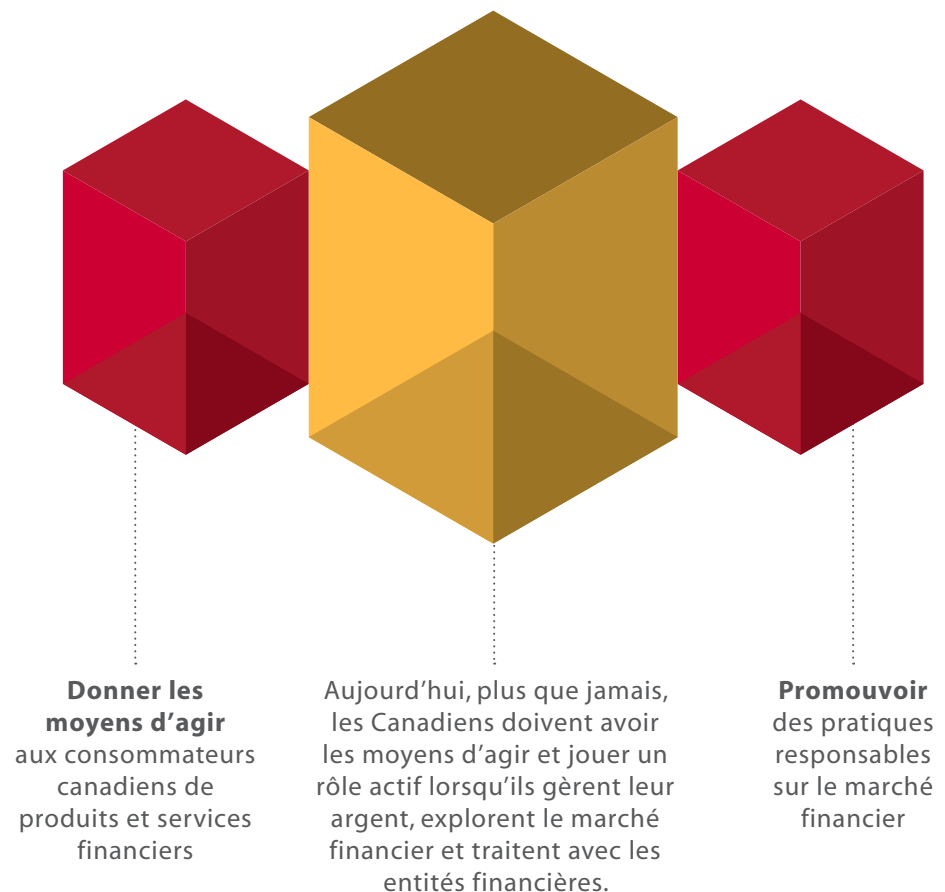 Donner les
moyens d’agir
aux consommateurs
canadiens de
produits et services
financiers
Aujourd’hui, plus que jamais,
les Canadiens doivent avoir
les moyens d’agir et jouer un
rôle actif lorsqu’ils gèrent leur
argent, explorent le marché
financier et traitent avec les
entités financières.
Promouvoir
des pratiques
responsables
sur le marché
financier